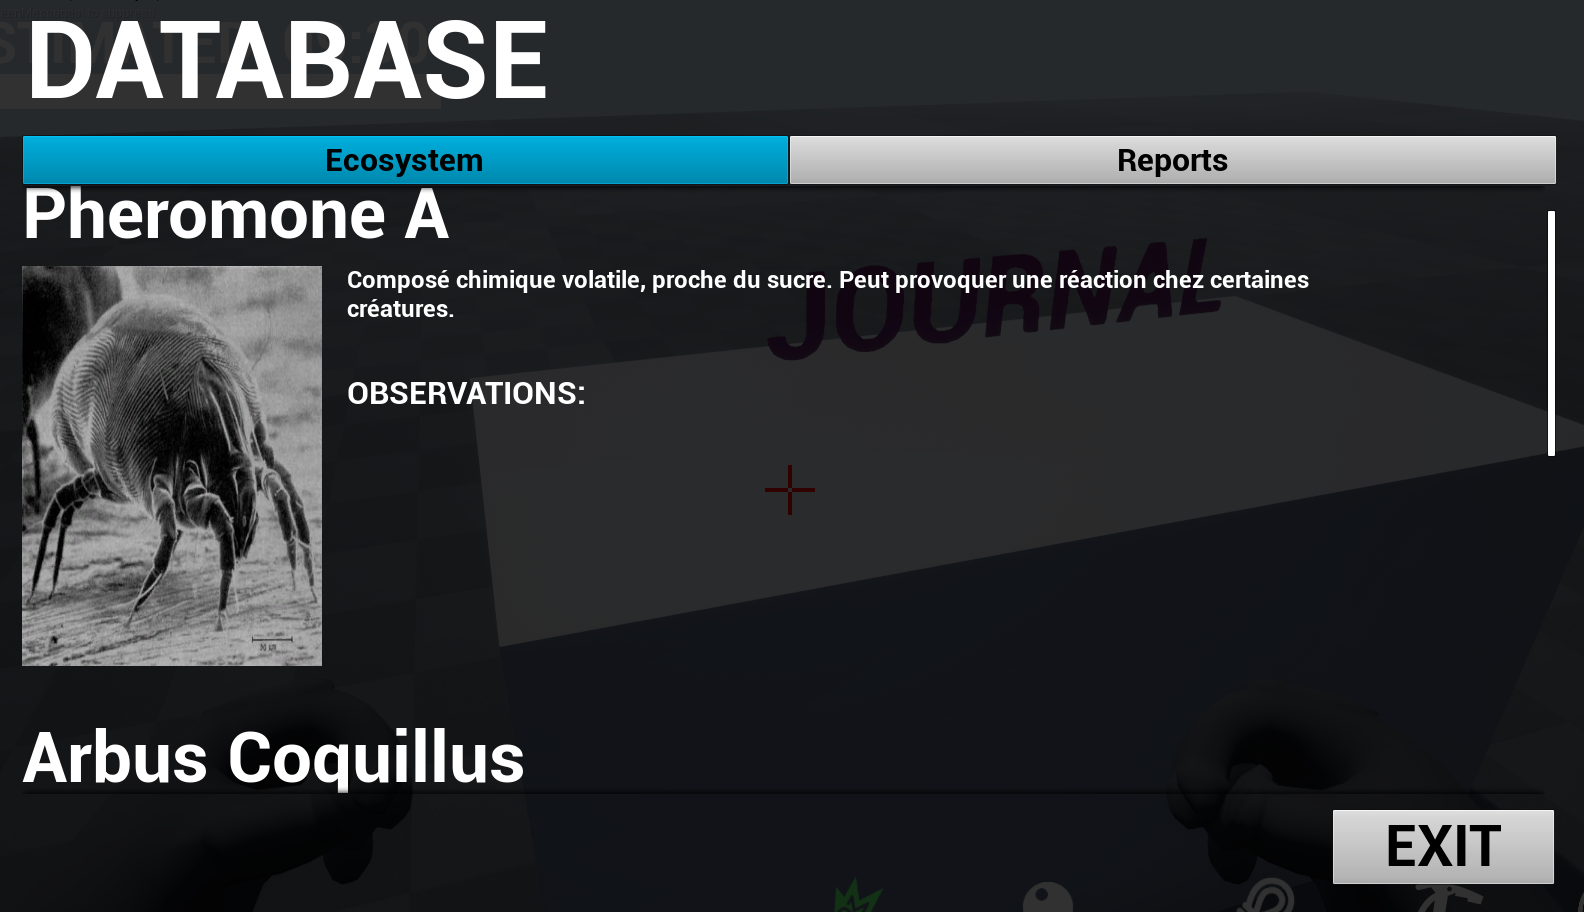 DATABASE
Ecosystem
Reports
Pheromone A
Composé chimique volatile, proche du sucre. Peut provoquer une réaction chez certaines
créatures.
JOURNAL
OBSERVATIONS:
Arbus Coquillus
EXIT